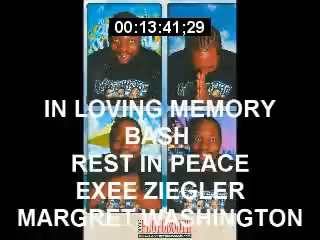 00:13:41;29
IN LOVING MEMORY
BASH
REST IN PEACE
EXEE ZIEGLER
MARGRET WASHINGTON